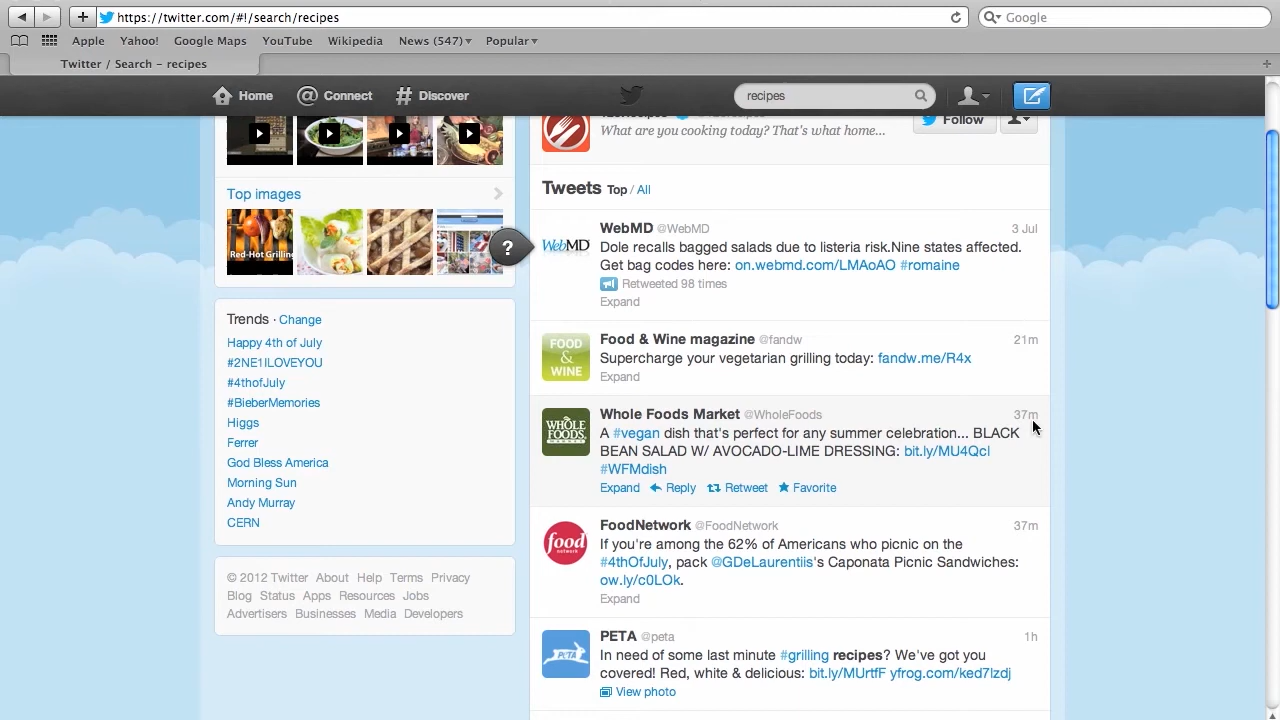 https://twitter.com/#!/search/recipes
Google
Apple Yahoo! Google Maps YouTube Wikipedia News (547) Popular
Twitter / Search – recipes
Home @ Connect # Discover
recipes
What are you cooking today? That's what home...
Follow
Top images
Red-Hot Grilling
?
Trends · Change
Happy 4th of July
#2NE1ILOVEYOU
#4thofJuly
#BieberMemories
Higgs
Ferrer
God Bless America
Morning Sun
Andy Murray
CERN
© 2012 Twitter About Help Terms Privacy
Blog Status Apps Resources Jobs
Advertisers Businesses Media Developers
Tweets Top / All
WebMD
WebMD @WebMD 3 Jul
Dole recalls bagged salads due to listeria risk.Nine states affected.
Get bag codes here: on.webmd.com/LMAoAO #romaine
Retweeted 98 times
Expand
FOOD
&
WINE
Food & Wine magazine @fandw 21m
Supercharge your vegetarian grilling today: fandw.me/R4x
Expand
WHOLE
FOODS
MARKET
Whole Foods Market @WholeFoods 37m
A #vegan dish that's perfect for any summer celebration... BLACK
BEAN SALAD W/ AVOCADO-LIME DRESSING: bit.ly/MU4Qcl
#WFMdish
Expand Reply Retweet Favorite
food
network
FoodNetwork @FoodNetwork 37m
If you're among the 62% of Americans who picnic on the
#4thOfJuly, pack @GDeLaurentiis's Caponata Picnic Sandwiches:
ow.ly/c0LOk.
Expand
PETA
PETA @peta 1h
In need of some last minute #grilling recipes? We've got you
covered! Red, white & delicious: bit.ly/MUrtfF yfrog.com/ked7lzdj
View photo